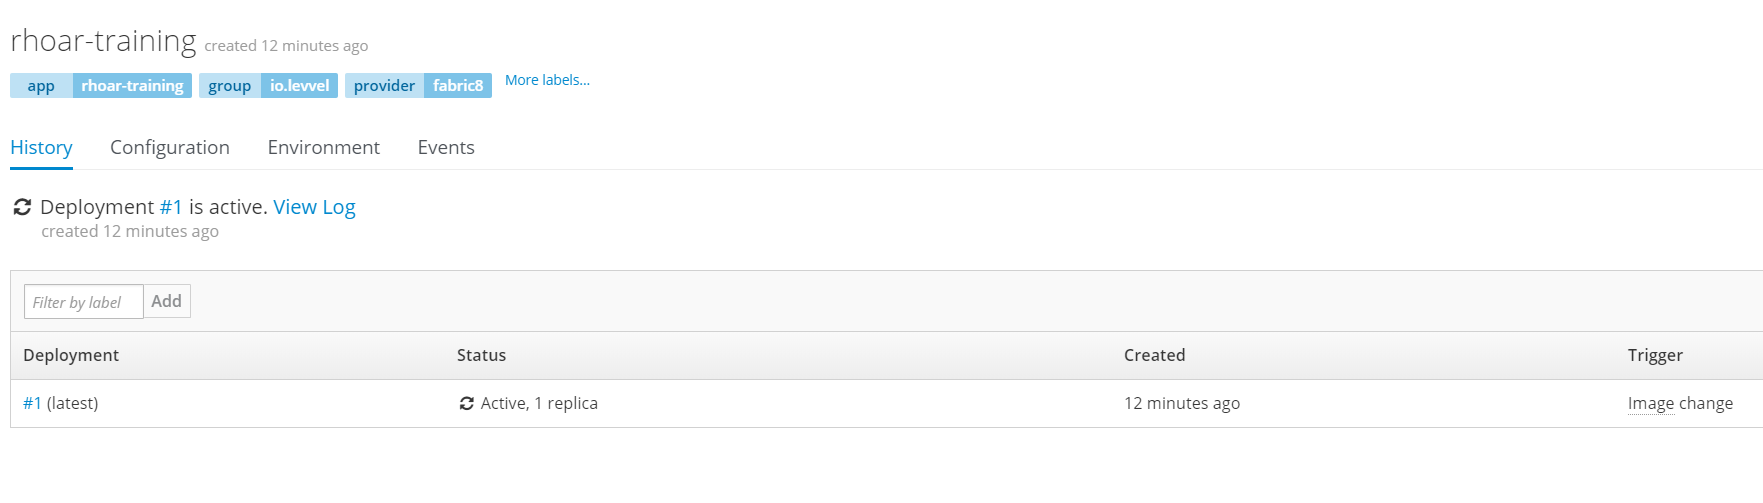 rhoar-training created 12 minutes ago
app rhoar-training group io.levvel provider fabric8 More labels...
History Configuration Environment Events
Deployment #1 is active. View Log
created 12 minutes ago
Filter by label Add
Deployment Status Created Trigger
#1 (latest) Active, 1 replica 12 minutes ago Image change